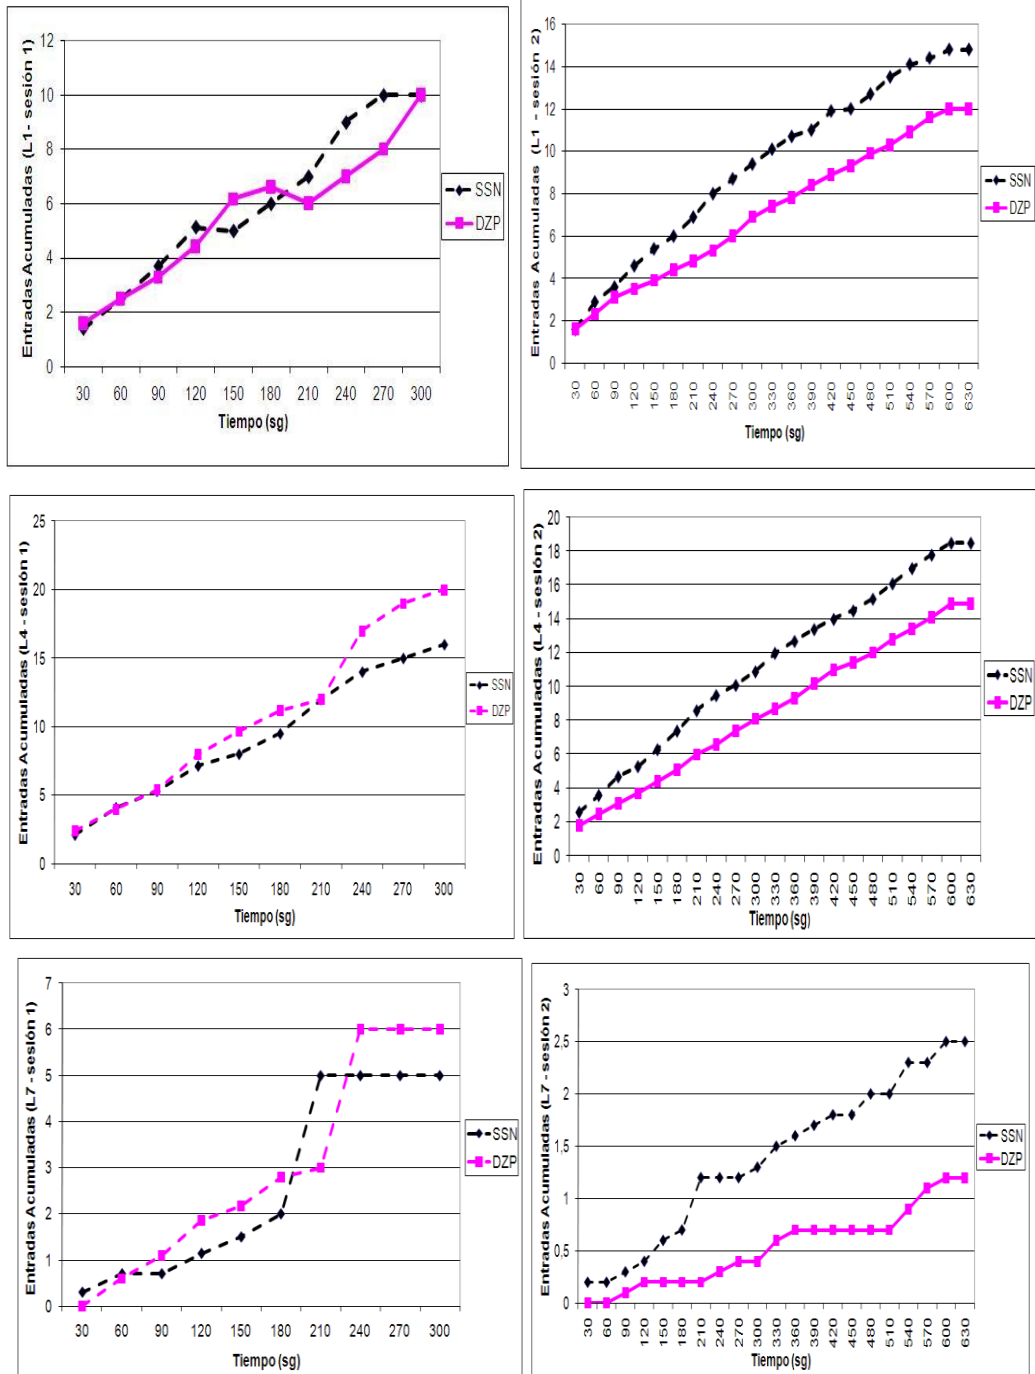 Entradas Acumuladas (L1 - sesión 1)
12
10
8
6
4
2
0
30 60 90 120 150 180 210 240 270 300
Tiempo (sg)
SSN
DZP
Entradas Acumuladas (L1 - sesión 2)
16
14
12
10
8
6
4
2
0
30 60 90 120 150 180 210 240 270 300 330 360 390 420 450 480 510 540 570 600 630
Tiempo (sg)
SSN
DZP
Entradas Acumuladas (L4 - sesión 1)
25
20
15
10
5
0
30 60 90 120 150 180 210 240 270 300
Tiempo (sg)
SSN
DZP
Entradas Acumuladas (L4 - sesión 2)
20
18
16
14
12
10
8
6
4
2
0
30 60 90 120 150 180 210 240 270 300 330 360 390 420 450 480 510 540 570 600 630
Tiempo (sg)
SSN
DZP
Entradas Acumuladas (L7 - sesión 1)
7
6
5
4
3
2
1
0
30 60 90 120 150 180 210 240 270 300
Tiempo (sg)
SSN
DZP
Entradas Acumuladas (L7 - sesión 2)
3
2,5
2
1,5
1
0,5
0
30 60 90 120 150 180 210 240 270 300 330 360 390 420 450 480 510 540 570 600 630
Tiempo (sg)
SSN
DZP